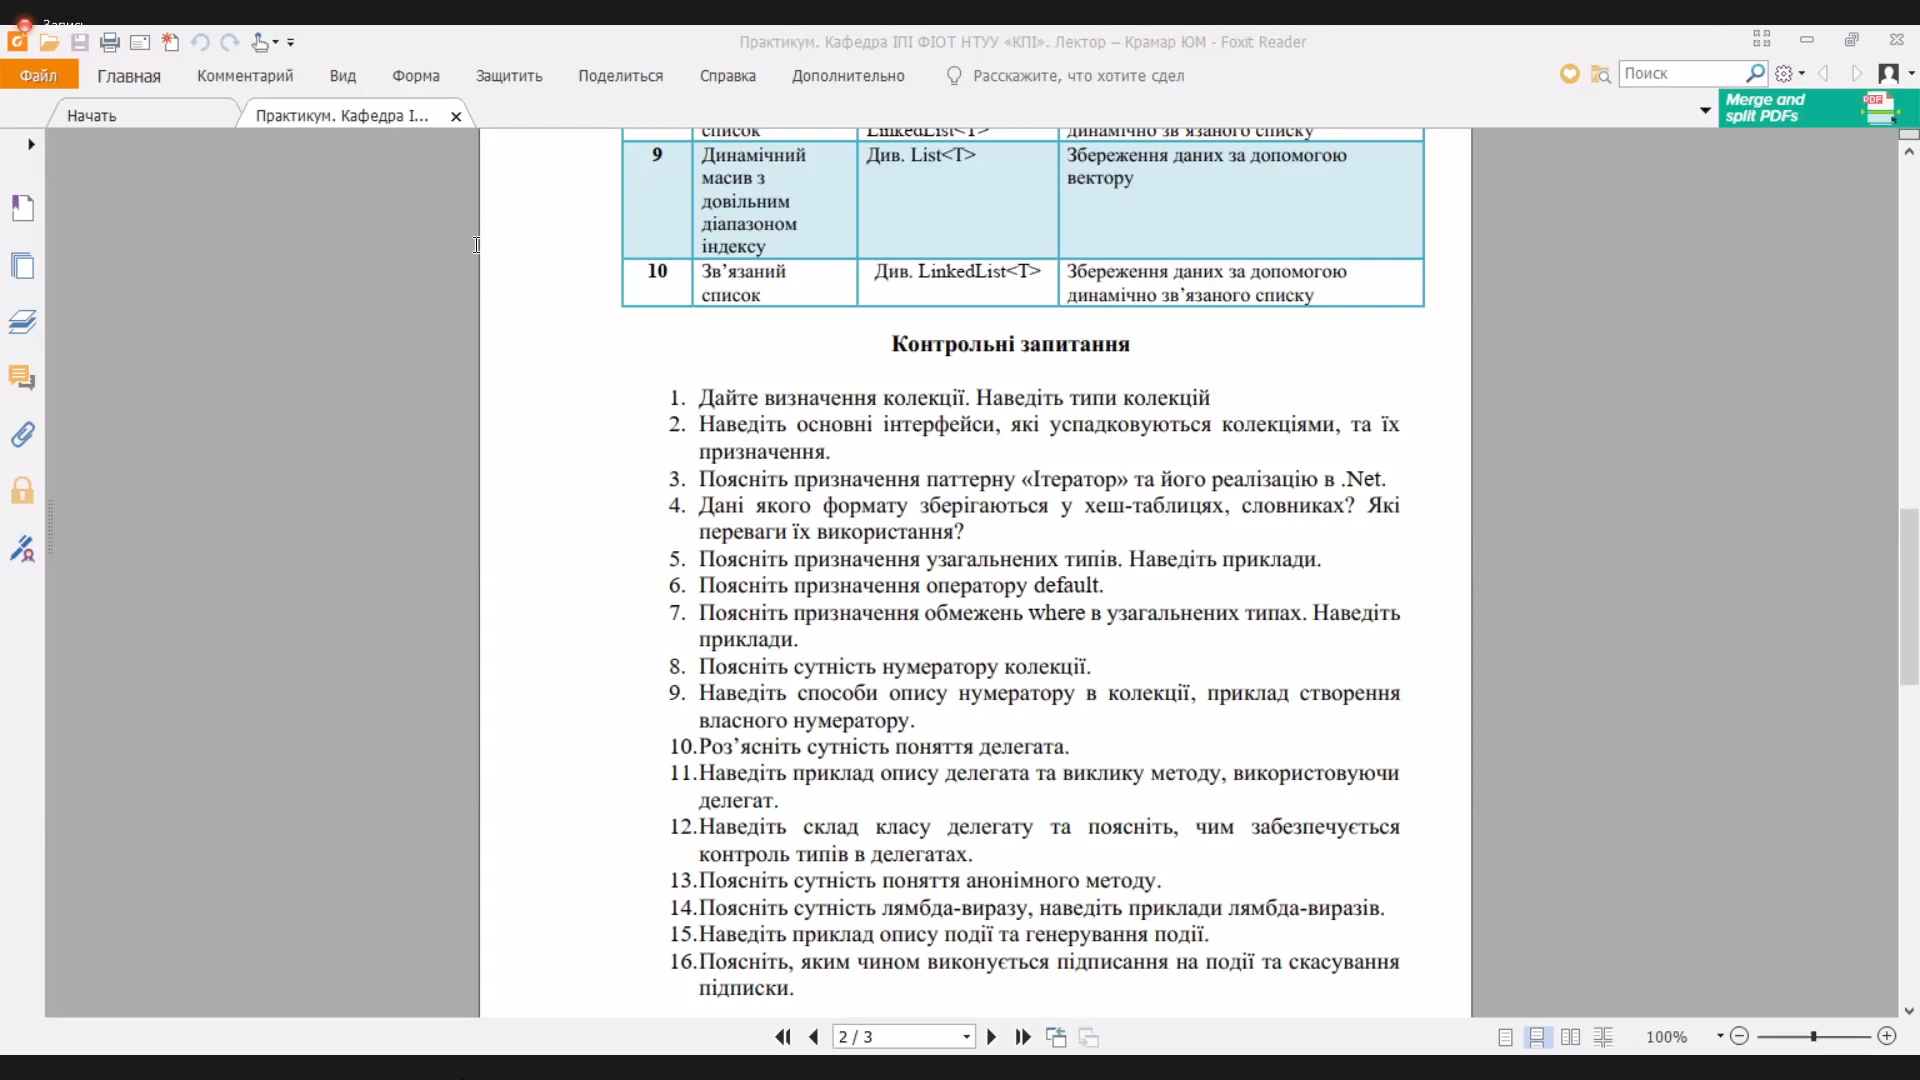 Запись
Практикум. Кафедра ІПІ ФІОТ НТУУ «КПІ». Лектор – Крамар ЮМ - Foxit Reader
Файл Главная Комментарий Вид Форма Защитить Поделиться Справка Дополнительно Расскажите, что хотите сдел Поиск
Начать Практикум. Кафедра І... Merge and split PDFs PDF
список LinkedList<T> динамічно зв’язаного списку
9 Динамічний Див. List<T> Збереження даних за допомогою
масив з вектору
довільним
діапазоном
індексу
10 Зв’язаний Див. LinkedList<T> Збереження даних за допомогою
список динамічно зв’язаного списку
Контрольні запитання
1. Дайте визначення колекції. Наведіть типи колекцій
2. Наведіть основні інтерфейси, які успадковуються колекціями, та їх
призначення.
3. Поясніть призначення паттерну «Ітератор» та його реалізацію в .Net.
4. Дані якого формату зберігаються у хеш-таблицях, словниках? Які
переваги їх використання?
5. Поясніть призначення узагальнених типів. Наведіть приклади.
6. Поясніть призначення оператору default.
7. Поясніть призначення обмежень where в узагальнених типах. Наведіть
приклади.
8. Поясніть сутність нумератору колекції.
9. Наведіть способи опису нумератору в колекції, приклад створення
власного нумератору.
10.Роз’ясніть сутність поняття делегата.
11.Наведіть приклад опису делегата та виклику методу, використовуючи
делегат.
12.Наведіть склад класу делегату та поясніть, чим забезпечується
контроль типів в делегатах.
13.Поясніть сутність поняття анонімного методу.
14.Поясніть сутність лямбда-виразу, наведіть приклади лямбда-виразів.
15.Наведіть приклад опису події та генерування події.
16.Поясніть, яким чином виконується підписання на події та скасування
підписки.
2 / 3 100%